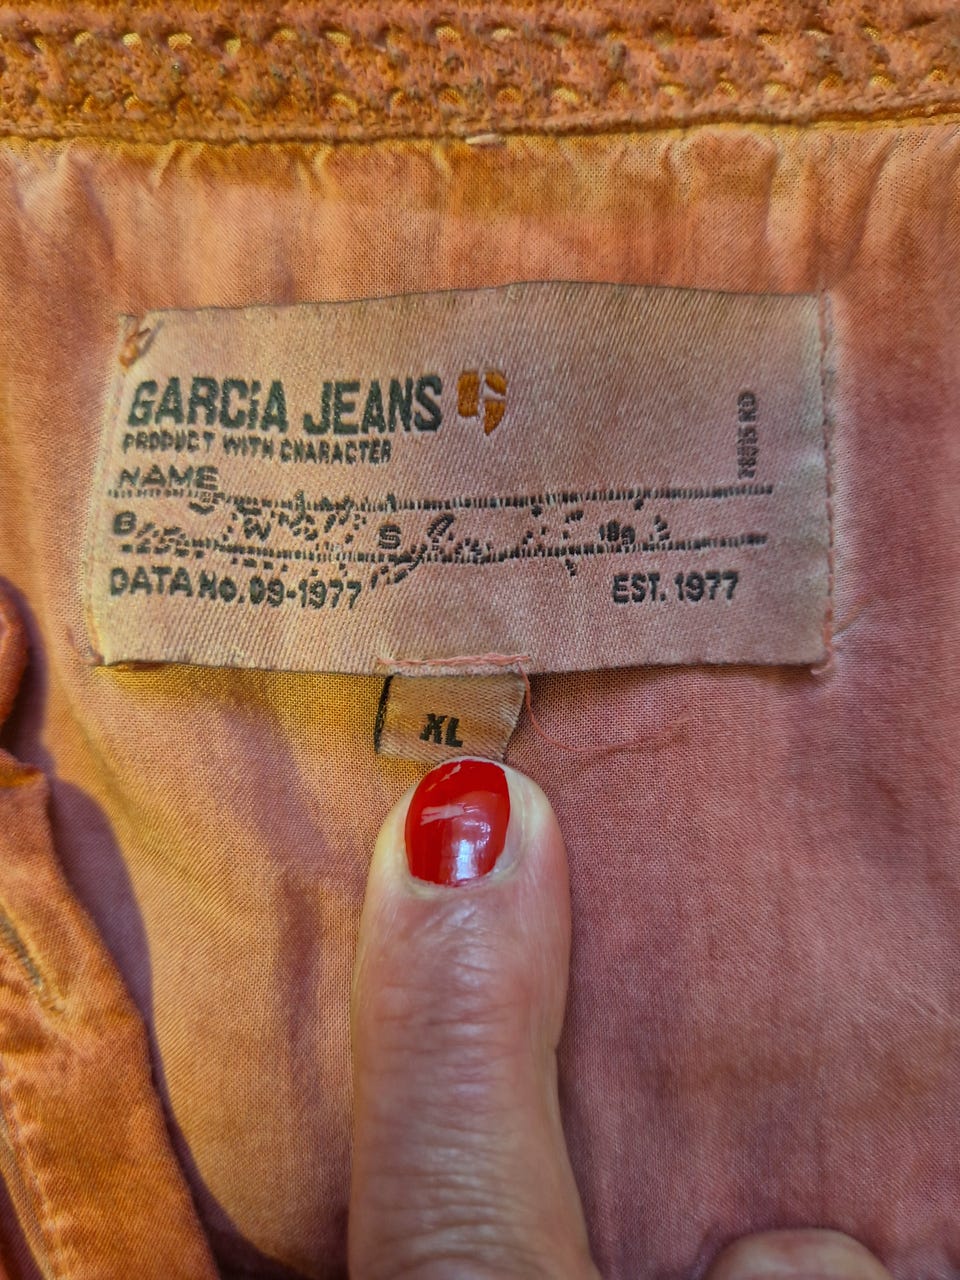 GARCIA JEANS
PRODUCT WITH CHARACTER
NAME
DATA No. 09-1977
EST. 1977
XL